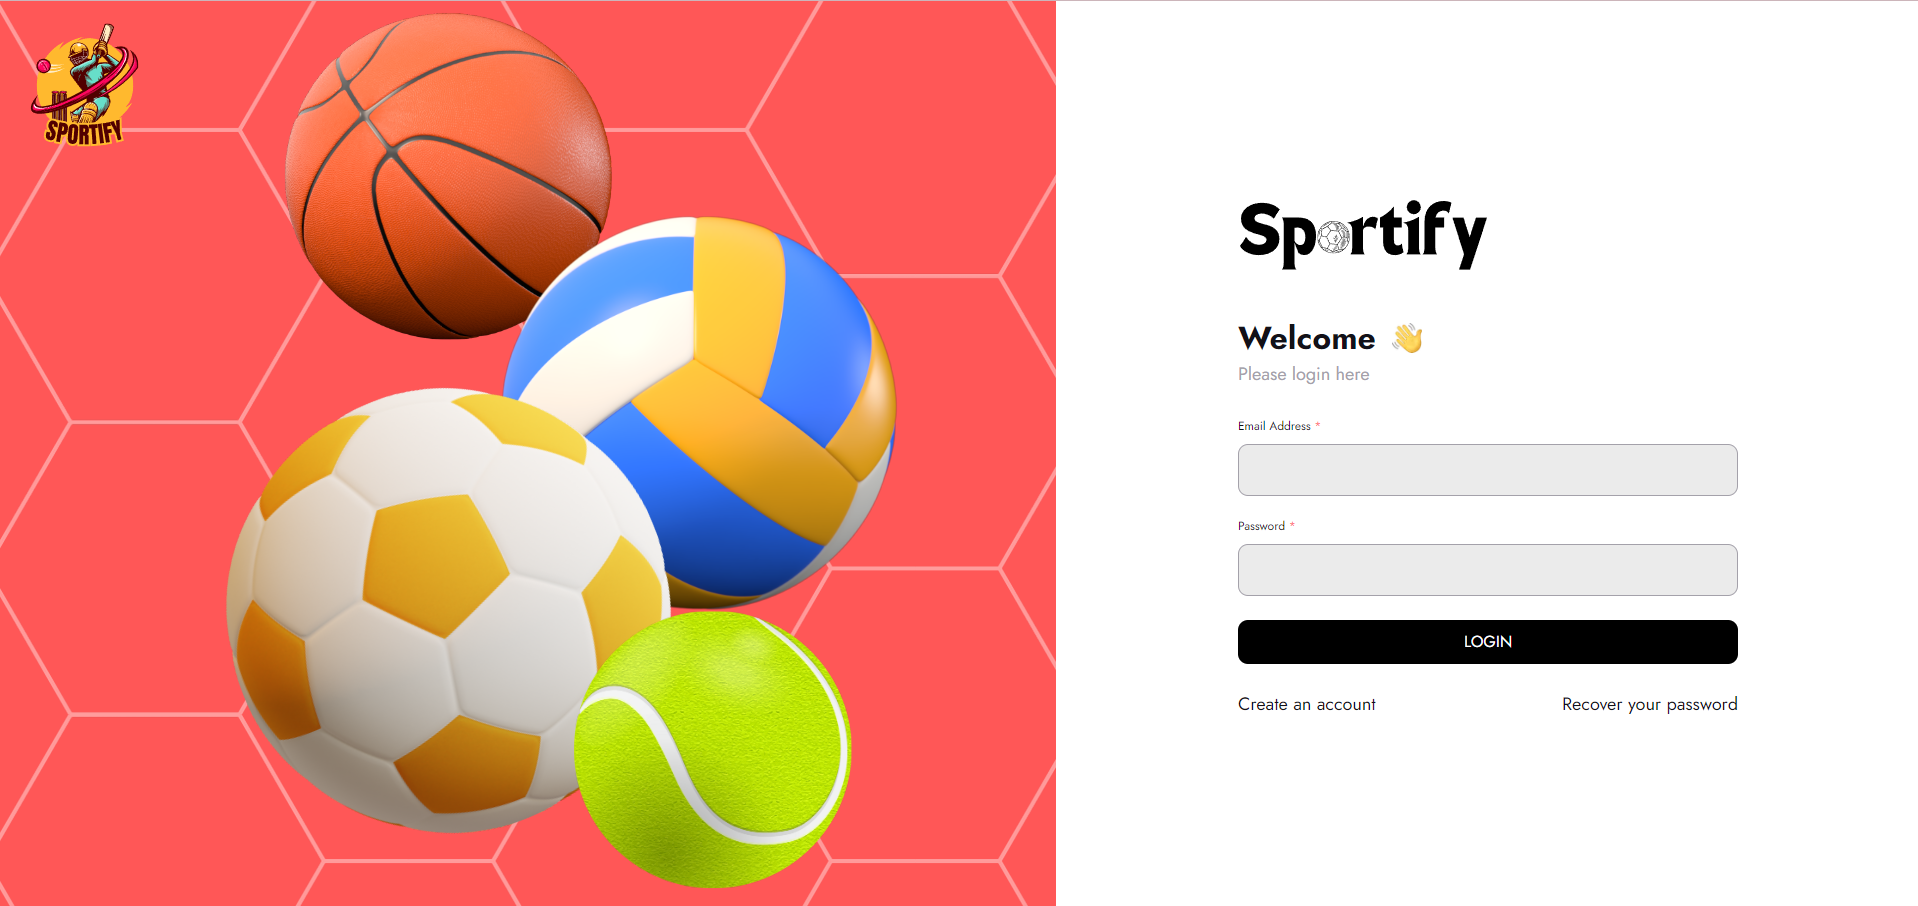 SPORTIFY
Sportify
Welcome 👋
Please login here
Email Address *
Password *
LOGIN
Create an account
Recover your password